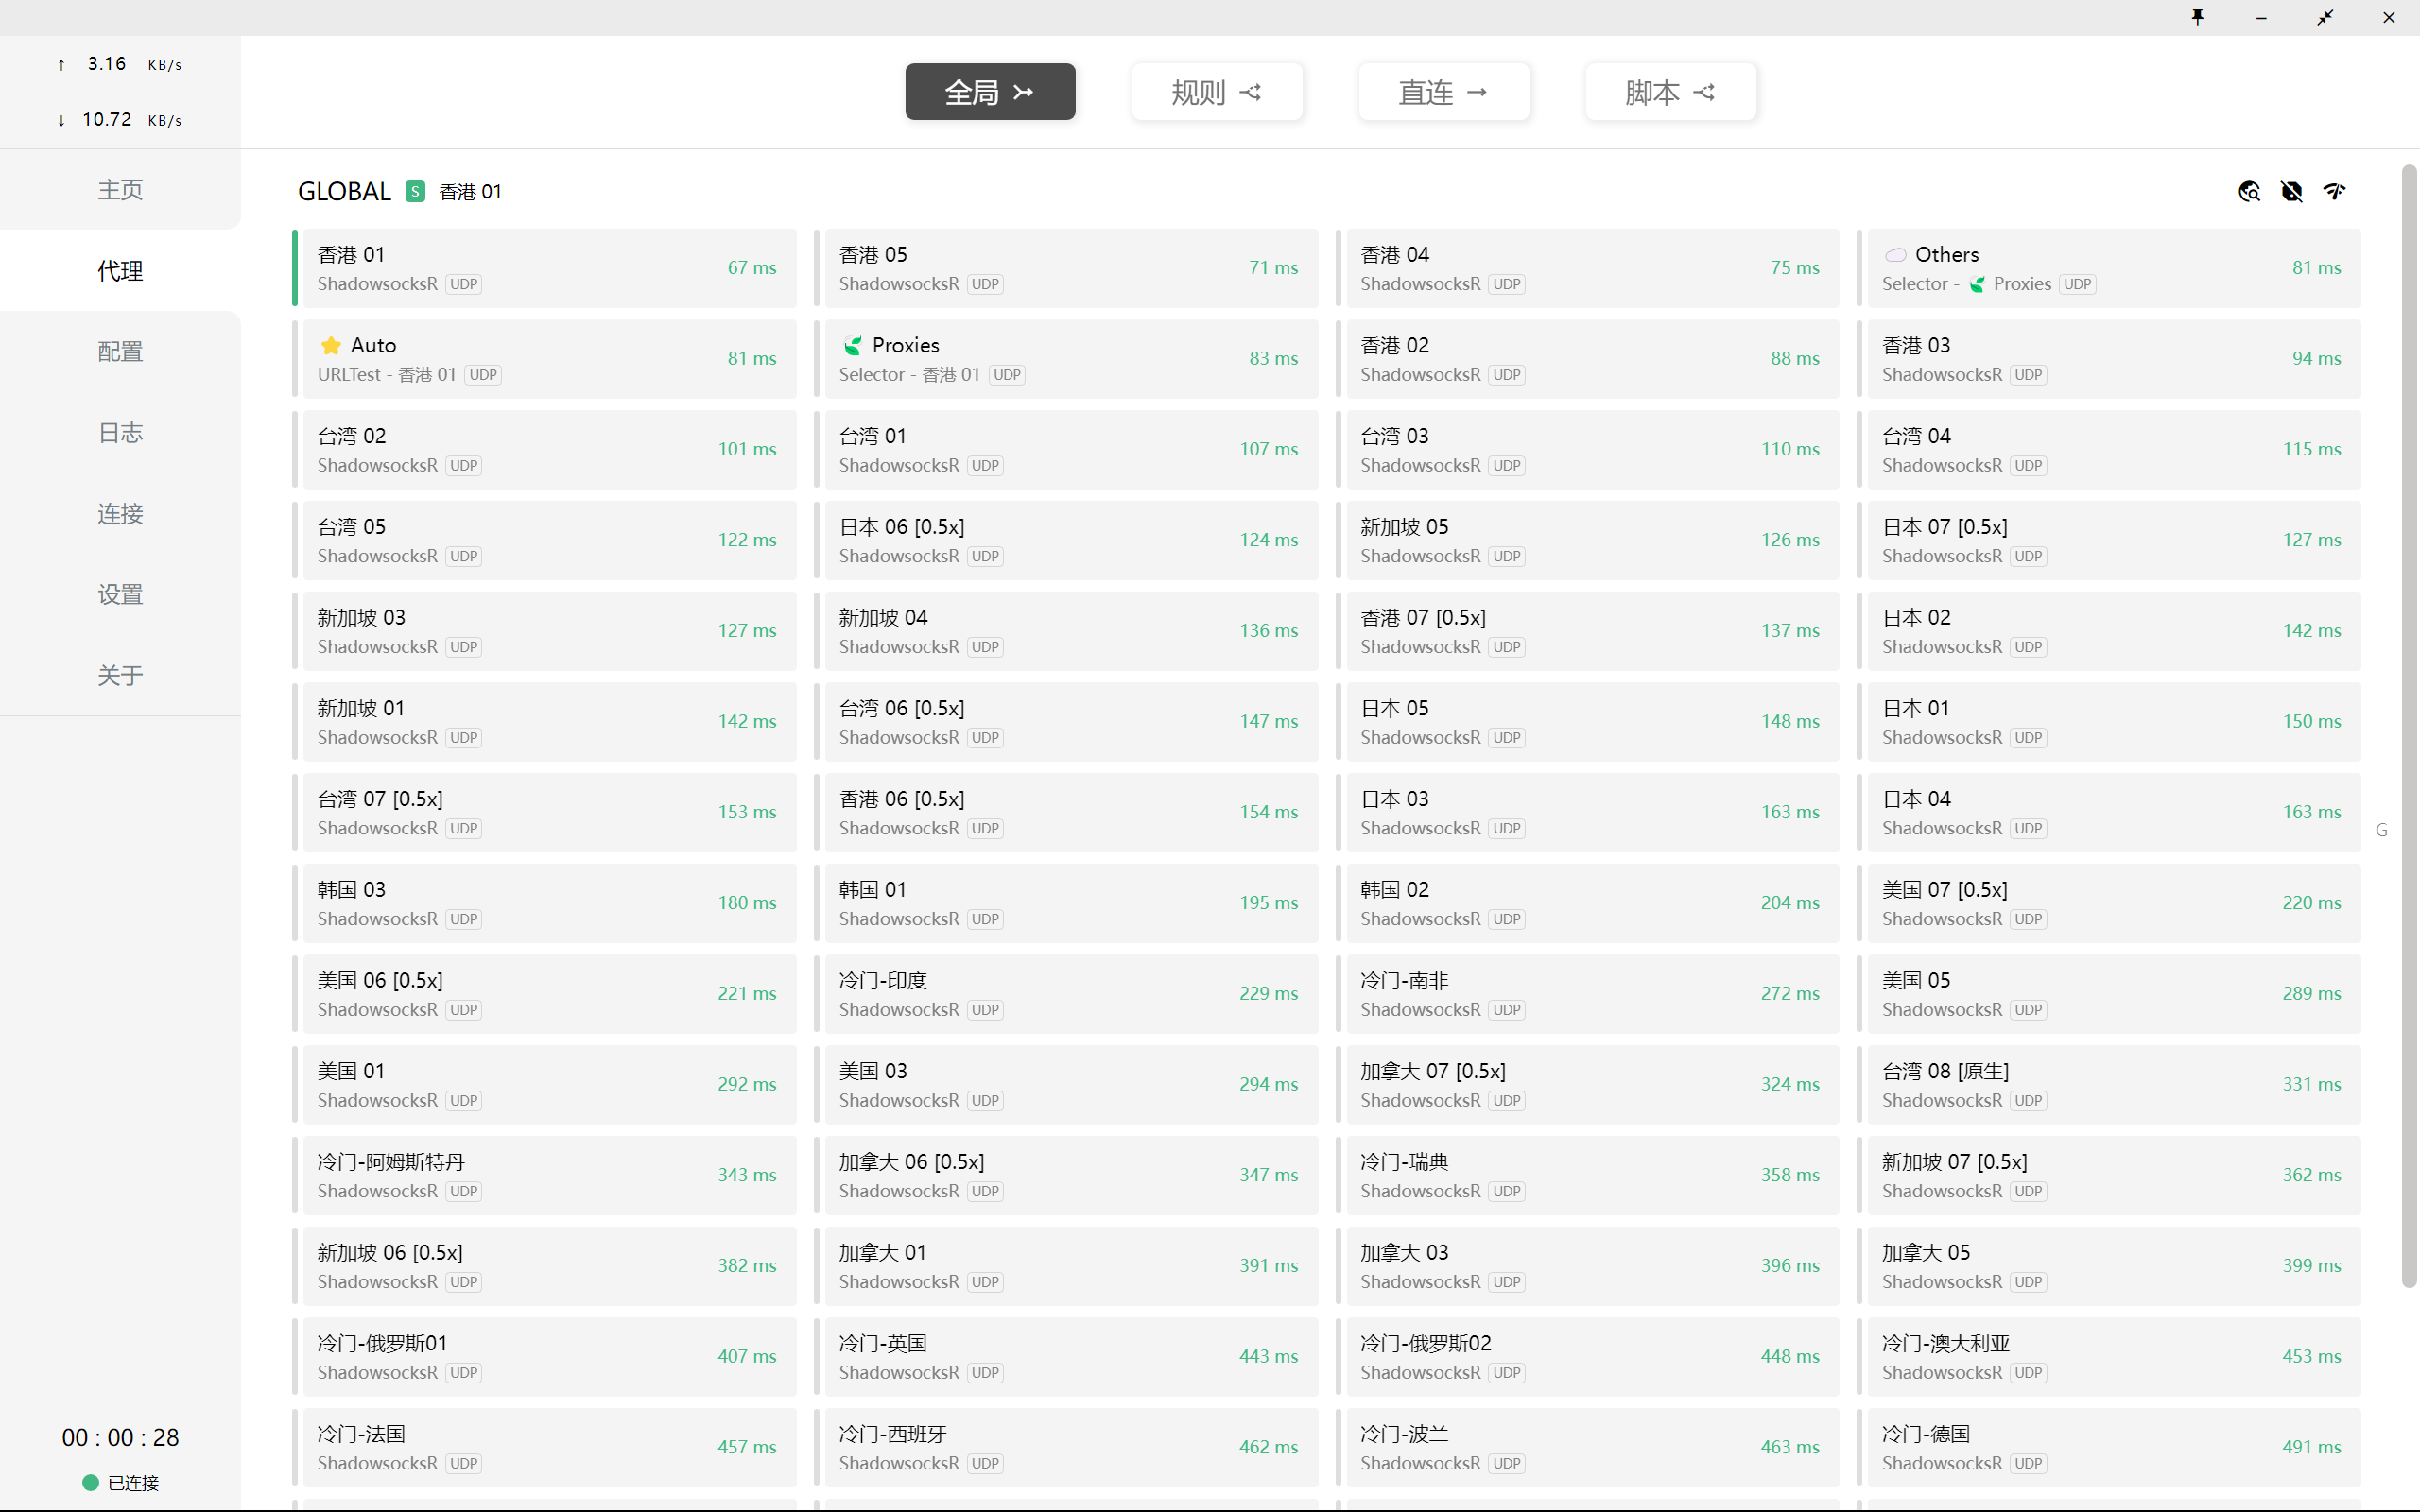 ↑ 3.16 KB/s
↓ 10.72 KB/s
主页
代理
配置
日志
连接
设置
关于
00 : 00 : 28
已连接
全局 规则 直连 脚本
GLOBAL S 香港 01
香港 01
ShadowsocksR UDP
67 ms
香港 05
ShadowsocksR UDP
71 ms
香港 04
ShadowsocksR UDP
75 ms
Others
Selector - Proxies UDP
81 ms
Auto
URLTest - 香港 01 UDP
81 ms
Proxies
Selector - 香港 01 UDP
83 ms
香港 02
ShadowsocksR UDP
88 ms
香港 03
ShadowsocksR UDP
94 ms
台湾 02
ShadowsocksR UDP
101 ms
台湾 01
ShadowsocksR UDP
107 ms
台湾 03
ShadowsocksR UDP
110 ms
台湾 04
ShadowsocksR UDP
115 ms
台湾 05
ShadowsocksR UDP
122 ms
日本 06 [0.5x]
ShadowsocksR UDP
124 ms
新加坡 05
ShadowsocksR UDP
126 ms
日本 07 [0.5x]
ShadowsocksR UDP
127 ms
新加坡 03
ShadowsocksR UDP
127 ms
新加坡 04
ShadowsocksR UDP
136 ms
香港 07 [0.5x]
ShadowsocksR UDP
137 ms
日本 02
ShadowsocksR UDP
142 ms
新加坡 01
ShadowsocksR UDP
142 ms
台湾 06 [0.5x]
ShadowsocksR UDP
147 ms
日本 05
ShadowsocksR UDP
148 ms
日本 01
ShadowsocksR UDP
150 ms
台湾 07 [0.5x]
ShadowsocksR UDP
153 ms
香港 06 [0.5x]
ShadowsocksR UDP
154 ms
日本 03
ShadowsocksR UDP
163 ms
日本 04
ShadowsocksR UDP
163 ms
G
韩国 03
ShadowsocksR UDP
180 ms
韩国 01
ShadowsocksR UDP
195 ms
韩国 02
ShadowsocksR UDP
204 ms
美国 07 [0.5x]
ShadowsocksR UDP
220 ms
美国 06 [0.5x]
ShadowsocksR UDP
221 ms
冷门-印度
ShadowsocksR UDP
229 ms
冷门-南非
ShadowsocksR UDP
272 ms
美国 05
ShadowsocksR UDP
289 ms
美国 01
ShadowsocksR UDP
292 ms
美国 03
ShadowsocksR UDP
294 ms
加拿大 07 [0.5x]
ShadowsocksR UDP
324 ms
台湾 08 [原生]
ShadowsocksR UDP
331 ms
冷门-阿姆斯特丹
ShadowsocksR UDP
343 ms
加拿大 06 [0.5x]
ShadowsocksR UDP
347 ms
冷门-瑞典
ShadowsocksR UDP
358 ms
新加坡 07 [0.5x]
ShadowsocksR UDP
362 ms
新加坡 06 [0.5x]
ShadowsocksR UDP
382 ms
加拿大 01
ShadowsocksR UDP
391 ms
加拿大 03
ShadowsocksR UDP
396 ms
加拿大 05
ShadowsocksR UDP
399 ms
冷门-俄罗斯01
ShadowsocksR UDP
407 ms
冷门-英国
ShadowsocksR UDP
443 ms
冷门-俄罗斯02
ShadowsocksR UDP
448 ms
冷门-澳大利亚
ShadowsocksR UDP
453 ms
冷门-法国
ShadowsocksR UDP
457 ms
冷门-西班牙
ShadowsocksR UDP
462 ms
冷门-波兰
ShadowsocksR UDP
463 ms
冷门-德国
ShadowsocksR UDP
491 ms